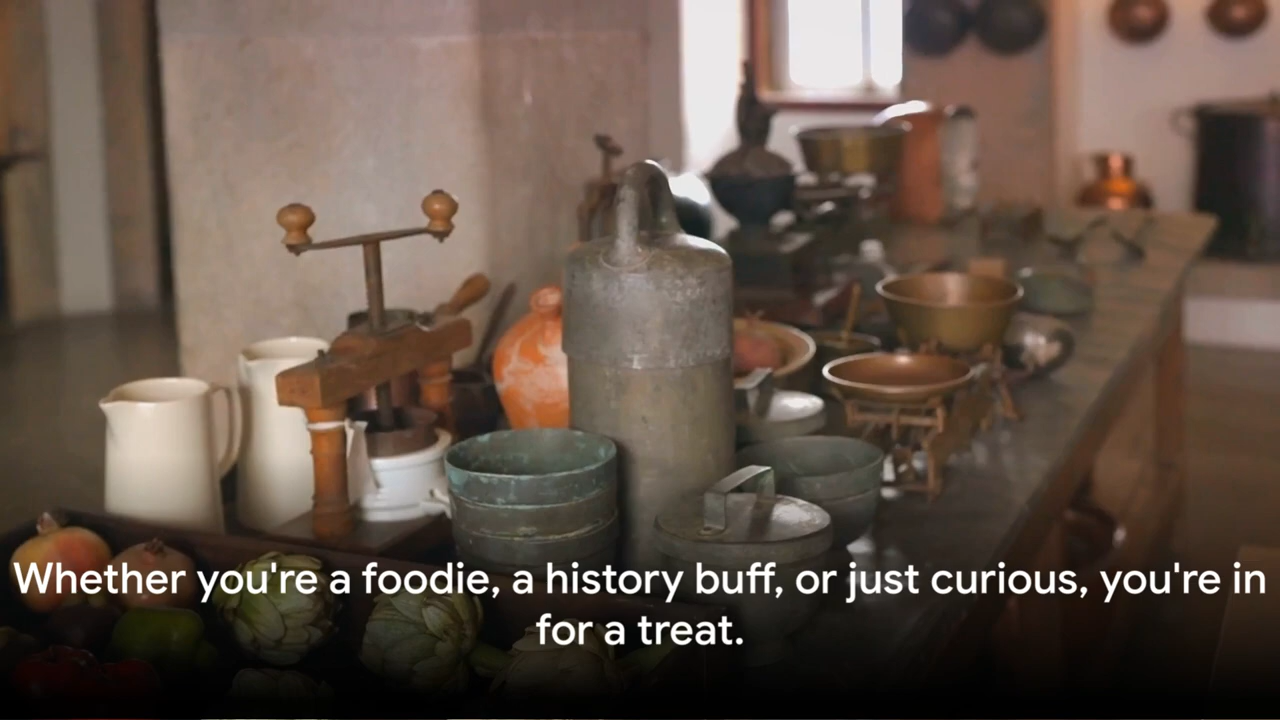 Whether you're a foodie, a history buff, or just curious, you're in
for a treat.